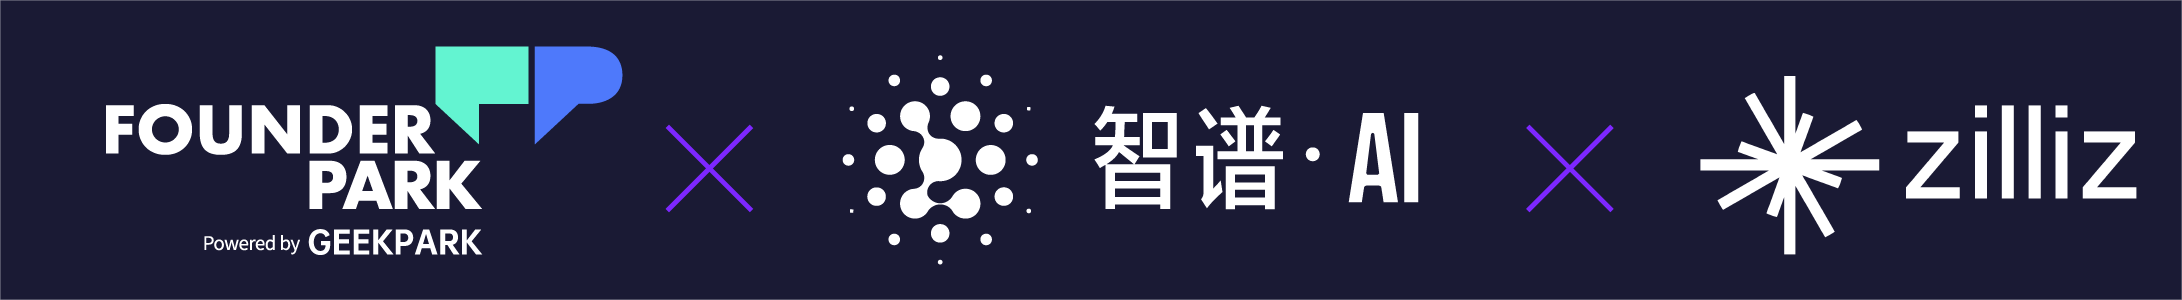 FOUNDER
PARK
Powered by GEEKPARK
智谱·AI
zilliz